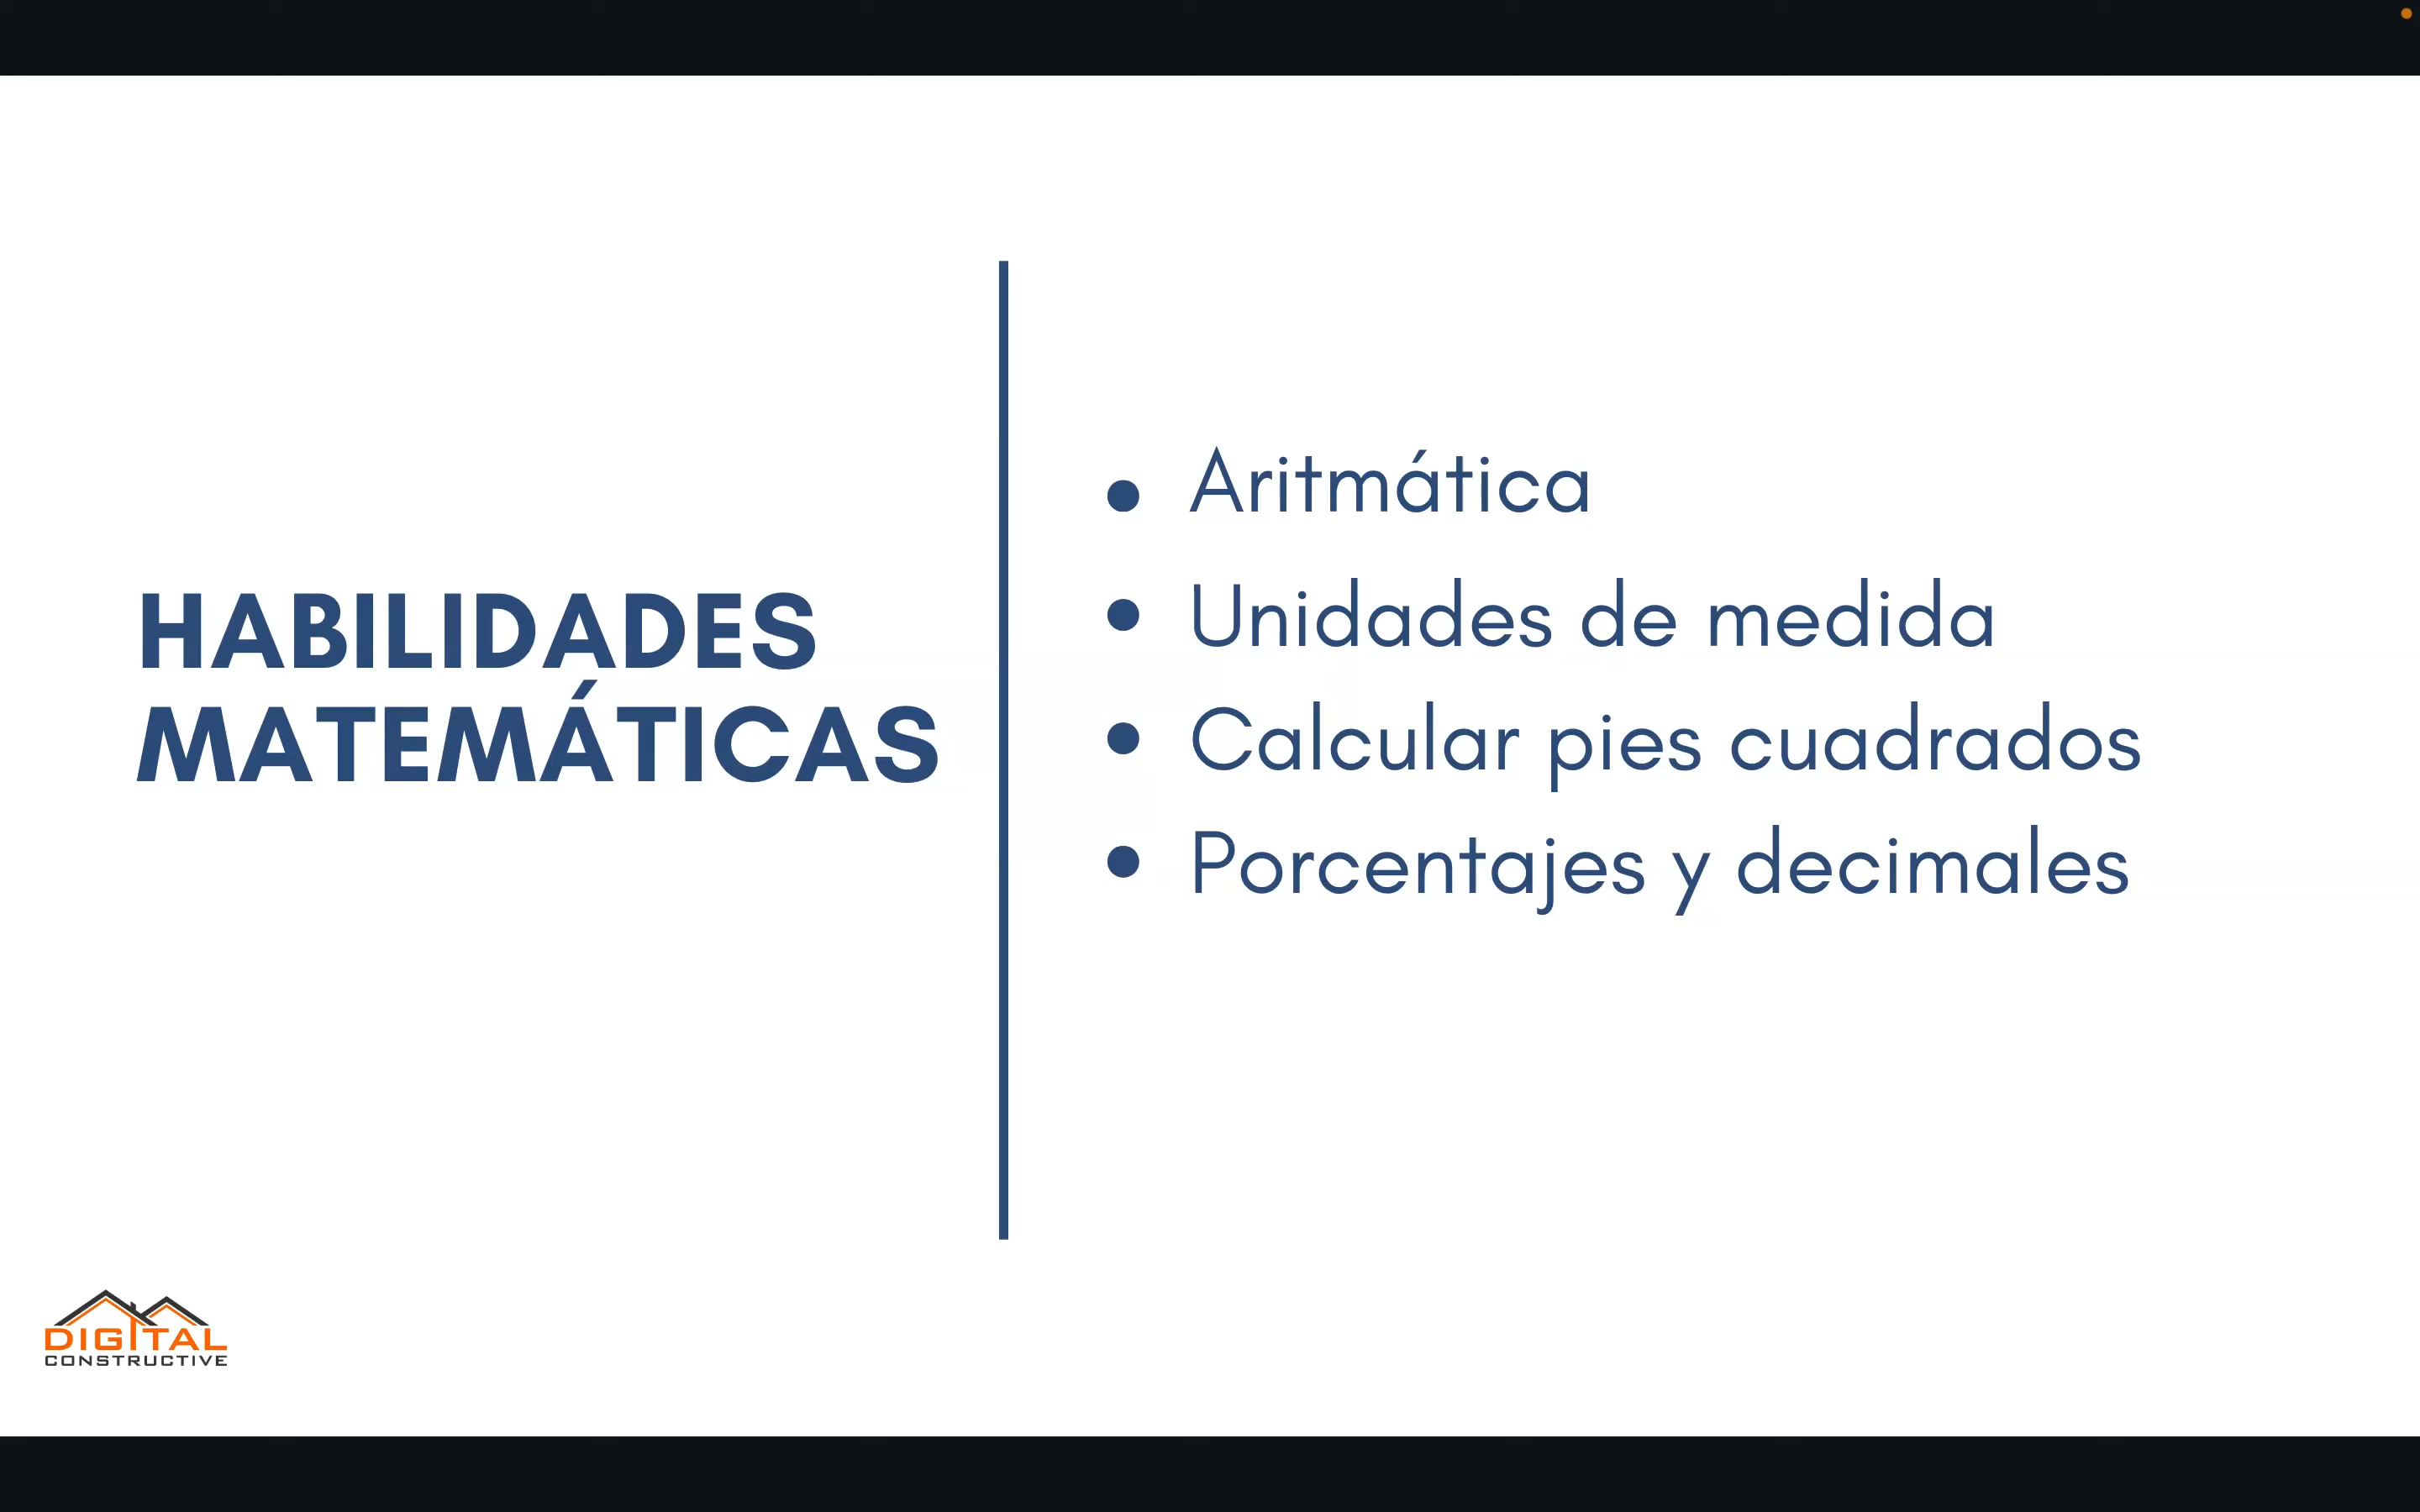 HABILIDADES
MATEMÁTICAS
Aritmática
Unidades de medida
Calcular pies cuadrados
Porcentajes y decimales
DIGITAL
CONSTRUCTIVE